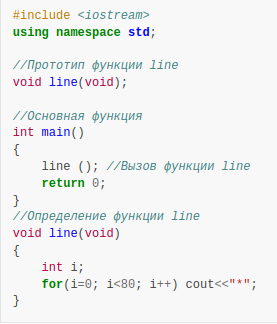 #include <iostream>
using namespace std;
//Прототип функции line
void line(void);
//Основная функция
int main()
{
line (); //Вызов функции line
return 0;
}
//Определение функции line
void line(void)
{
int i;
for(i=0; i<80; i++) cout<<"*";
}